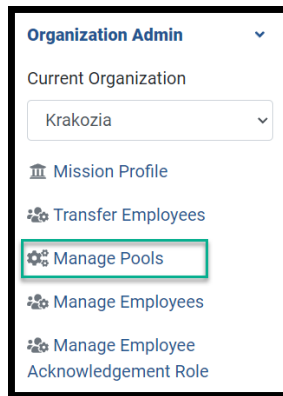 Organization Admin
Current Organization
Krakozia
Mission Profile
Transfer Employees
Manage Pools
Manage Employees
Manage Employee
Acknowledgement Role